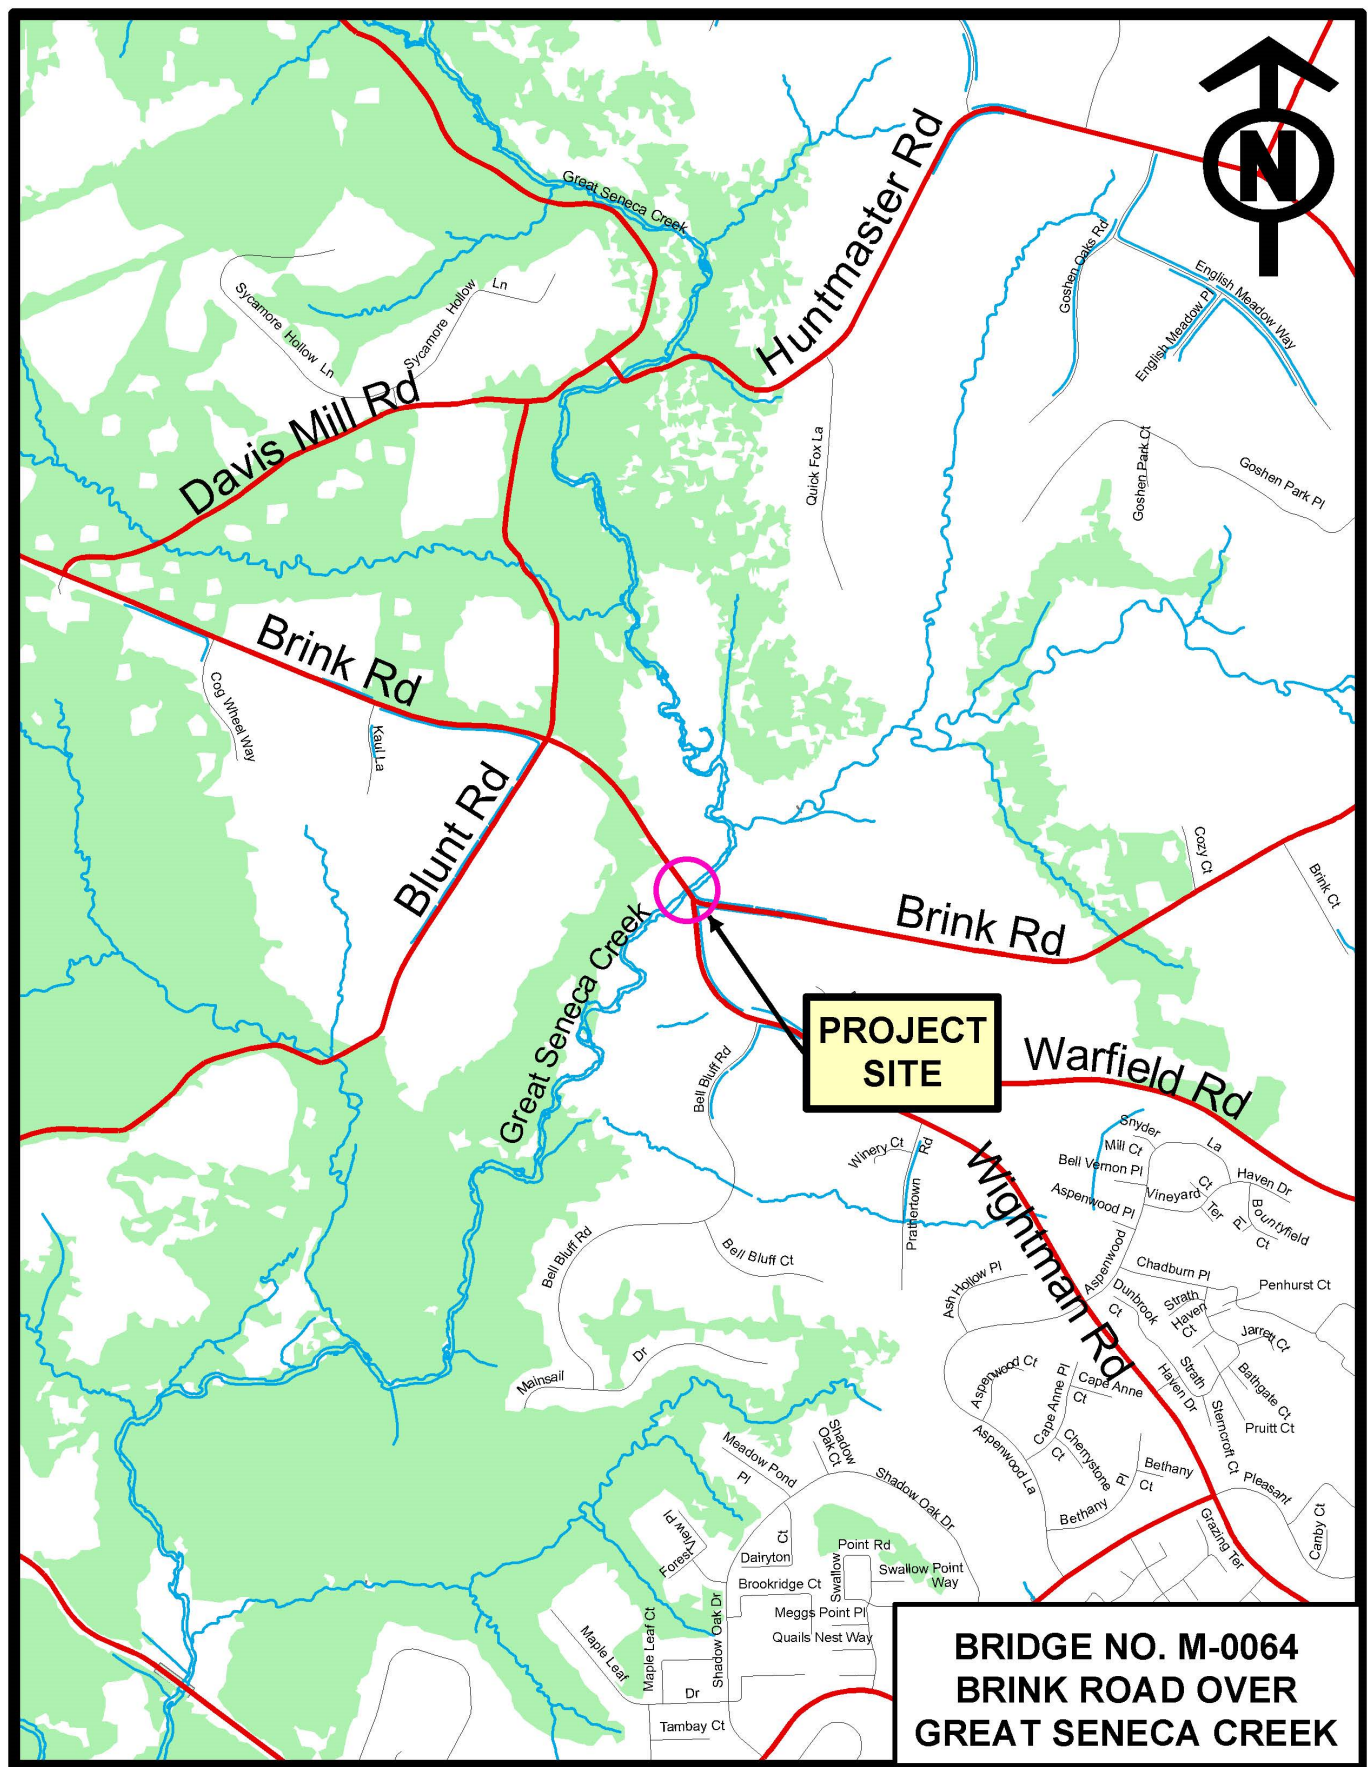 N
Great Seneca Creek
Huntmaster Rd
Goshen Oaks Rd
English Meadow Way
English Meadow Pl
Sycamore Hollow Ln
Sycamore Hollow Ln
Davis Mill Rd
Quick Fox La
Goshen Park Ct
Goshen Park Pl
Brink Rd
Cog Wheel Way
Kaul La
Blunt Rd
Cozy Ct
Brink Ct
Brink Rd
Great Seneca Creek
PROJECT
SITE
Warfield Rd
Bell Bluff Rd
Winery Ct
Prathertown Rd
Wightman Rd
Snyder La
Mill Ct
Bell Vernon Pl
Aspenwood Pl
Vineyard
Ct
Ter
Haven Dr
Pl
Bountyfield
Ct
Bell Bluff Rd
Bell Bluff Ct
Ash Hollow Pl
Aspenwood
Chadburn Pl
Penhurst Ct
Dunbrook
Ct
Strath
Haven
Ct
Jarrett Ct
Mainsail Dr
Aspenwood Ct
Cape Anne Pl
Cape Anne
Ct
Strath
Haven Dr
Bathgate Ct
Pruitt Ct
Sterncroft Ct
Aspenwood La
Cherrystone
Ct
Bethany
Ct
Bethany Pl
Pleasant
Canby Ct
Grazing Ter
Meadow Pond
Pl
Shadow
Oak Ct
Shadow Oak Dr
Forest View Pl
Dairyton
Ct
Point Rd
Swallow
Swallow Point
Way
Brookridge Ct
Meggs Point Pl
Quails Nest Way
Maple Leaf
Maple Leaf Ct
Shadow Oak Dr
Dr
Tambay Ct
BRIDGE NO. M-0064
BRINK ROAD OVER
GREAT SENECA CREEK